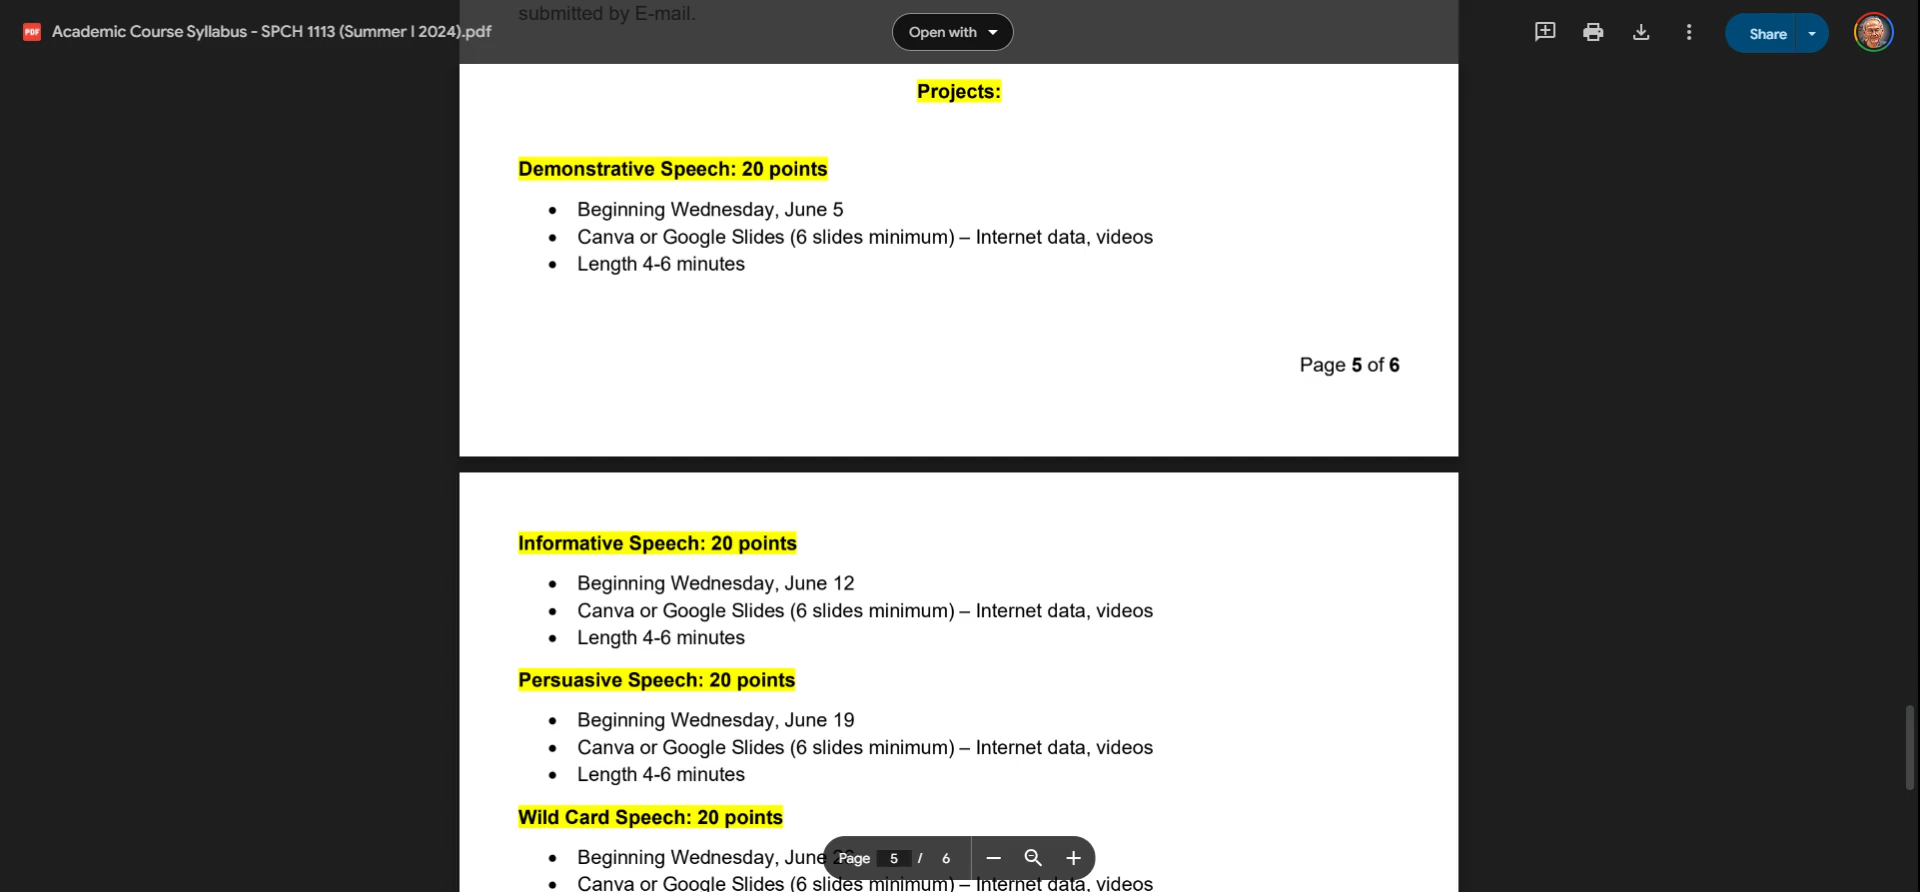 submitted by E-mail.
PDF Academic Course Syllabus - SPCH 1113 (Summer I 2024).pdf
Open with
Share
Projects:
Demonstrative Speech: 20 points
• Beginning Wednesday, June 5
• Canva or Google Slides (6 slides minimum) – Internet data, videos
• Length 4-6 minutes
Page 5 of 6
Informative Speech: 20 points
• Beginning Wednesday, June 12
• Canva or Google Slides (6 slides minimum) – Internet data, videos
• Length 4-6 minutes
Persuasive Speech: 20 points
• Beginning Wednesday, June 19
• Canva or Google Slides (6 slides minimum) – Internet data, videos
• Length 4-6 minutes
Wild Card Speech: 20 points
• Beginning Wednesday, June
Page 5 / 6
• Canva or Google Slides (6 slides minimum) – Internet data, videos